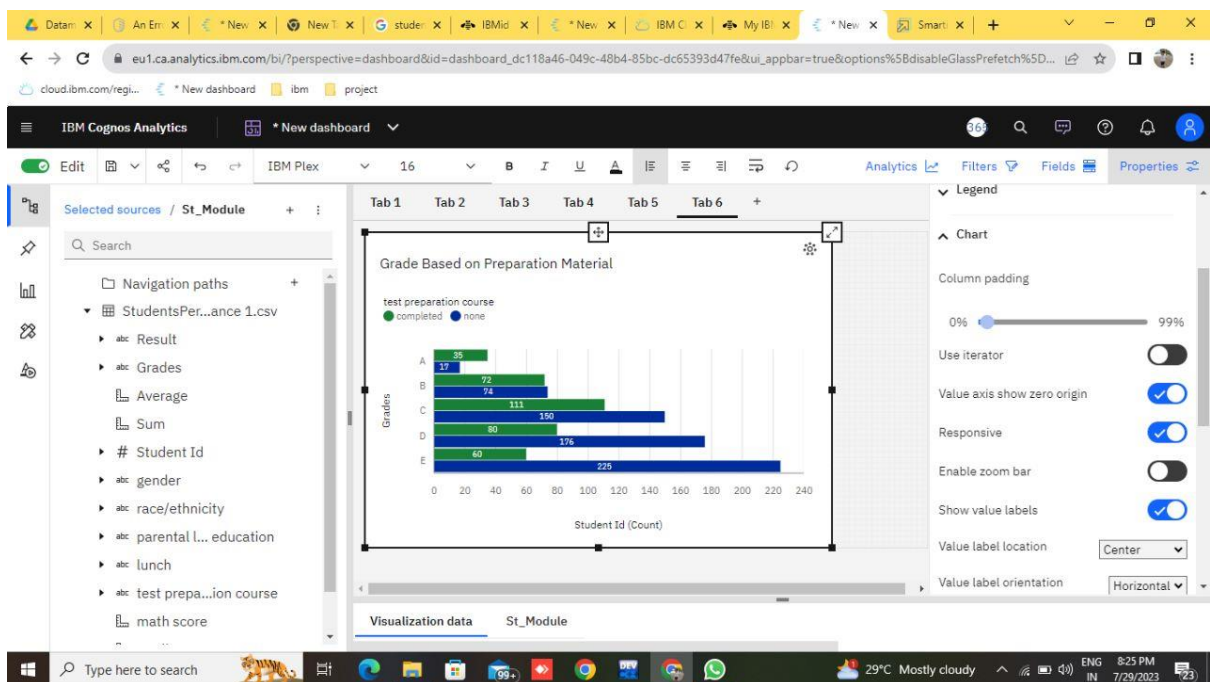 Datam × An Err × * New × New T × studen × IBMid × * New × IBM C × My IB × * New × Smart × +
eu1.ca.analytics.ibm.com/bi/?perspective=dashboard&id=dashboard_dc118a46-049c-48b4-85bc-dc65393d47fe&ui_appbar=true&options%5BdisableGlassPrefetch%5D...
cloud.ibm.com/regi... * New dashboard ibm project
IBM Cognos Analytics * New dashboard
Edit IBM Plex 16 B I U A Analytics Filters Fields Properties
Selected sources / St_Module +
Search
Navigation paths +
StudentsPer...ance 1.csv
abc Result
abc Grades
Average
Sum
# Student Id
abc gender
abc race/ethnicity
abc parental l... education
abc lunch
abc test prepa...ion course
math score
Tab 1 Tab 2 Tab 3 Tab 4 Tab 5 Tab 6 +
Grade Based on Preparation Material
test preparation course
completed none
Grades
A 35
17
B 72
74
C 111
150
D 80
176
E 60
225
0 20 40 60 80 100 120 140 160 180 200 220 240
Student Id (Count)
Visualization data St_Module
Legend
Chart
Column padding
0% 99%
Use iterator
Value axis show zero origin
Responsive
Enable zoom bar
Show value labels
Value label location Center
Value label orientation Horizontal
Type here to search 99+ DEV 29°C Mostly cloudy ENG IN 8:25 PM 7/29/2023 23